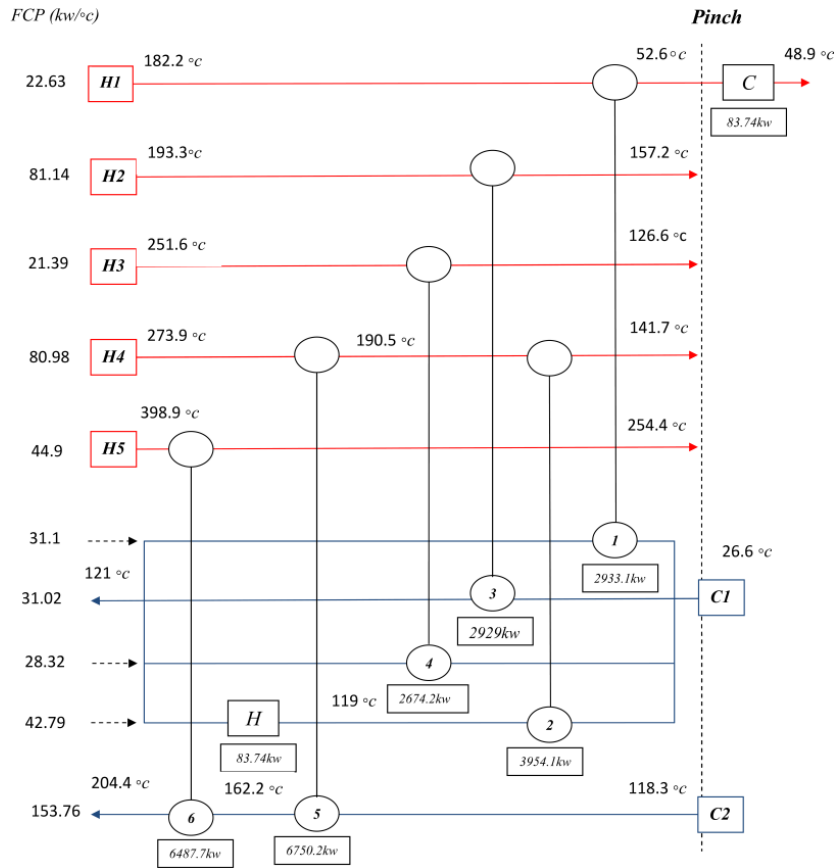 FCP (kw/°c)
Pinch
182.2 °c
52.6°c
48.9 °c
22.63
H1
C
83.74kw
193.3°c
157.2 °c
81.14
H2
251.6 °c
126.6 °c
21.39
H3
273.9 °c
190.5 °c
141.7 °c
80.98
H4
398.9 °c
254.4 °c
44.9
H5
31.1
1
26.6 °c
2933.1kw
121 °c
31.02
3
C1
2929kw
28.32
4
119 °c
2674.2kw
42.79
H
2
83.74kw
3954.1kw
204.4 °c
162.2 °c
118.3 °c
153.76
6
5
C2
6487.7kw
6750.2kw